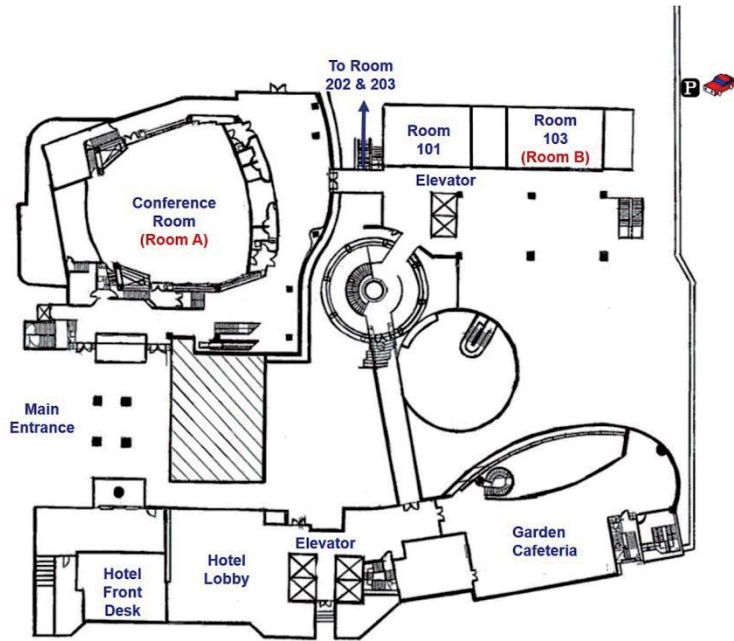 To Room
202 & 203
P
Room
101
Room
103
(Room B)
Elevator
Conference
Room
(Room A)
Main
Entrance
Elevator
Hotel
Lobby
Hotel
Front
Desk
Garden
Cafeteria